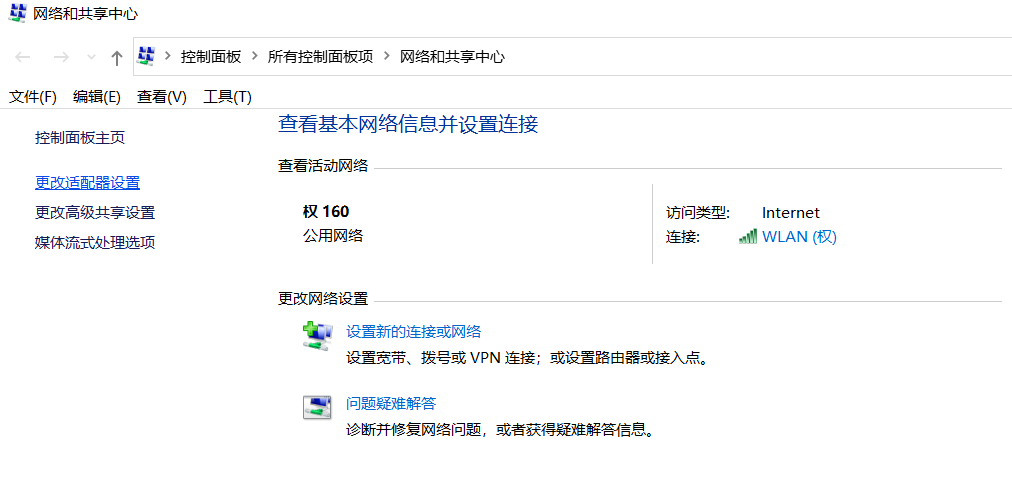 网络和共享中心
控制面板 > 所有控制面板项 > 网络和共享中心
文件(F) 编辑(E) 查看(V) 工具(T)
控制面板主页
更改适配器设置
更改高级共享设置
媒体流式处理选项
查看基本网络信息并设置连接
查看活动网络
权 160
公用网络
访问类型: Internet
连接: WLAN (权)
更改网络设置
设置新的连接或网络
设置宽带、拨号或 VPN 连接；或设置路由器或接入点。
问题疑难解答
诊断并修复网络问题，或者获得疑难解答信息。